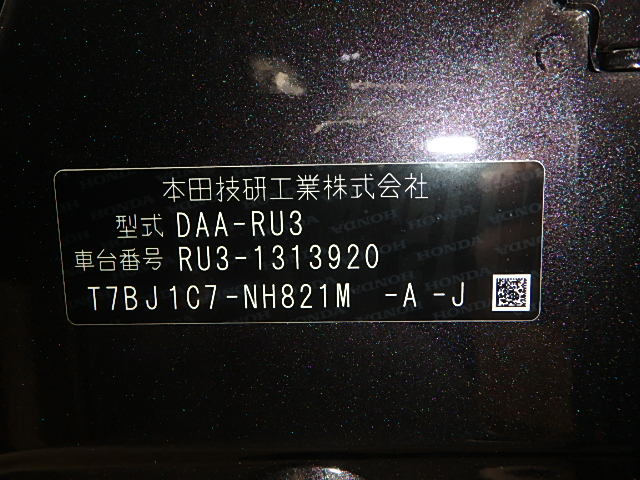 本田技研工業株式会社
型式 DAA-RU3
車台番号 RU3-1313920
T7BJ1C7-NH821M -A -J